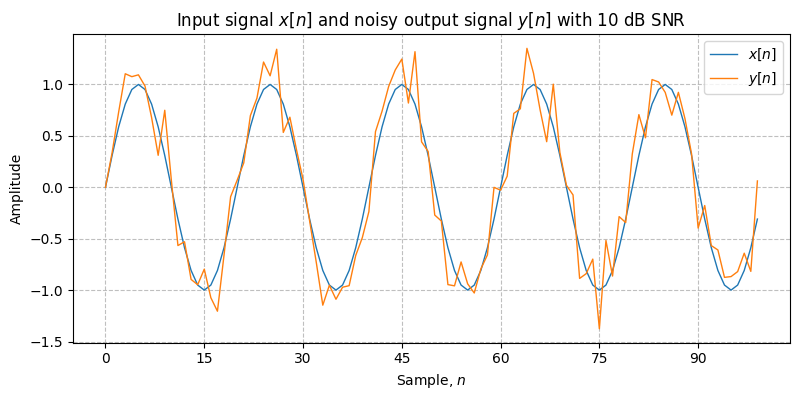 Input signal x[n] and noisy output signal y[n] with 10 dB SNR
x[n]
y[n]
Amplitude
1.0
0.5
0.0
−0.5
−1.0
−1.5
0 15 30 45 60 75 90
Sample, n